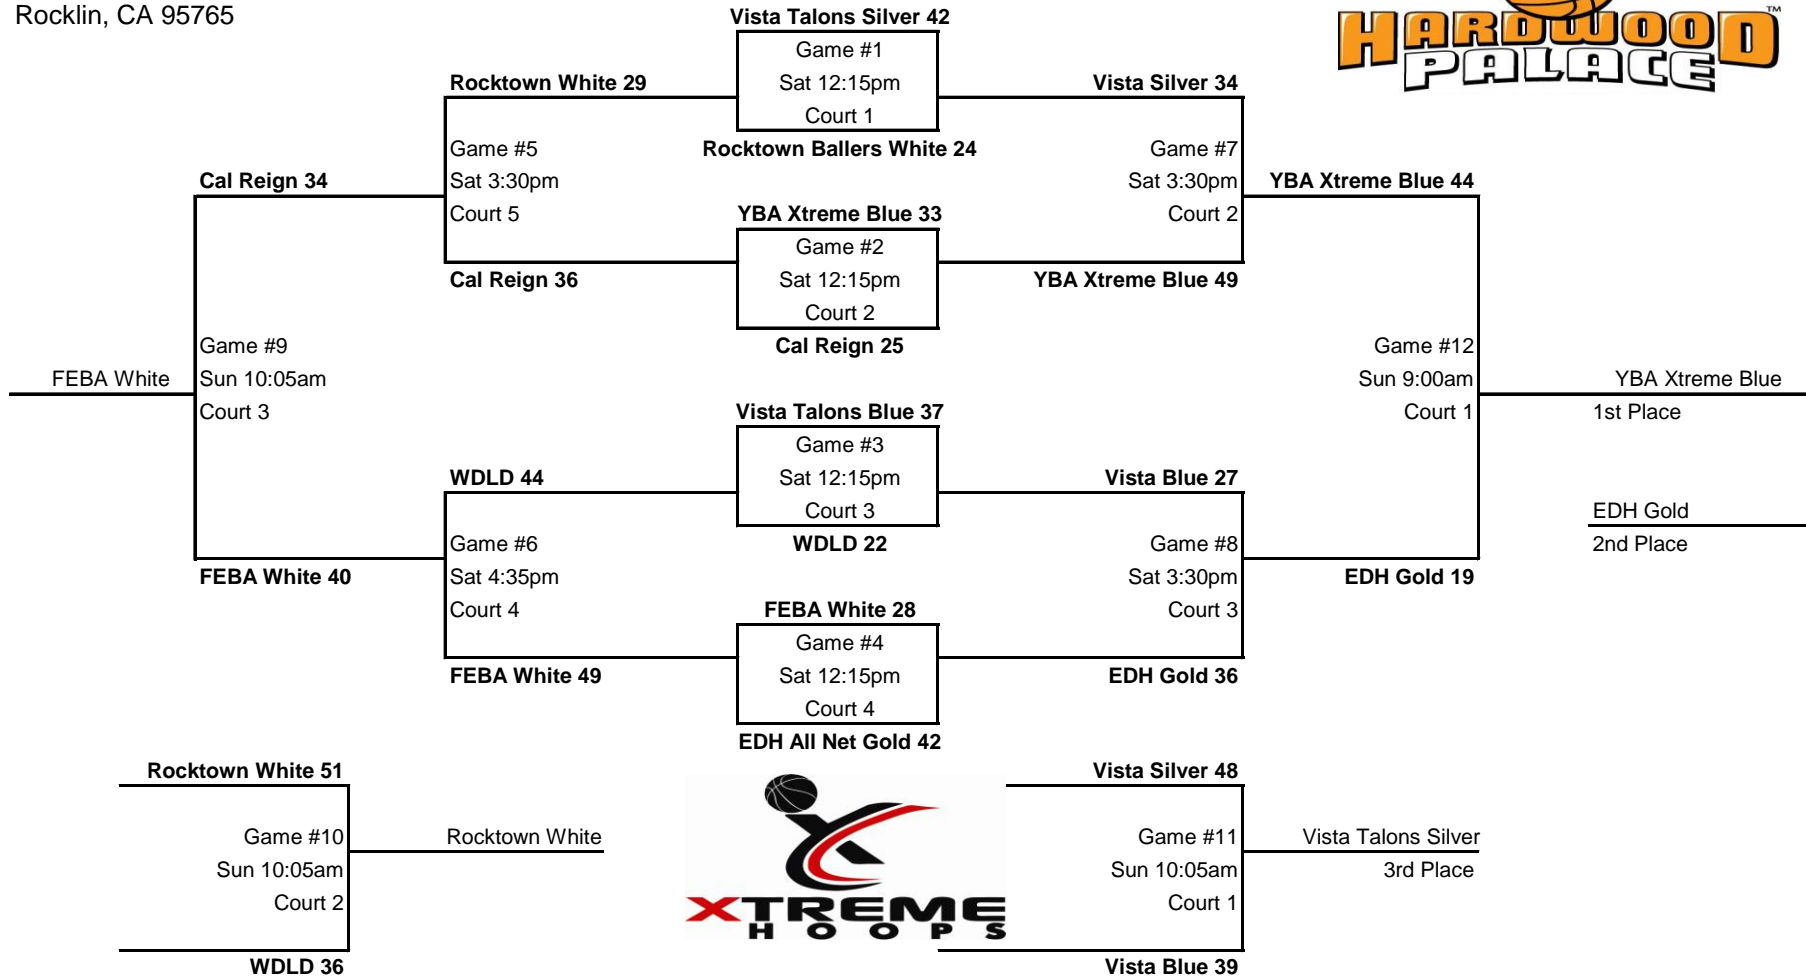 Rocklin, CA 95765
HARDWOOD
PALACE
TM
Vista Talons Silver 42
Game #1
Sat 12:15pm
Court 1
Rocktown Ballers White 24
Rocktown White 29
Game #5
Sat 3:30pm
Court 5
Cal Reign 36
Vista Silver 34
Game #7
Sat 3:30pm
Court 2
YBA Xtreme Blue 49
YBA Xtreme Blue 33
Game #2
Sat 12:15pm
Court 2
Cal Reign 25
Cal Reign 34
Game #9
Sun 10:05am
Court 3
FEBA White 40
FEBA White
YBA Xtreme Blue 44
Game #12
Sun 9:00am
Court 1
EDH Gold 19
YBA Xtreme Blue
1st Place
EDH Gold
2nd Place
Vista Talons Blue 37
Game #3
Sat 12:15pm
Court 3
WDLD 22
WDLD 44
Game #6
Sat 4:35pm
Court 4
FEBA White 49
Vista Blue 27
Game #8
Sat 3:30pm
Court 3
EDH Gold 36
FEBA White 28
Game #4
Sat 12:15pm
Court 4
EDH All Net Gold 42
Rocktown White 51
Game #10
Sun 10:05am
Court 2
WDLD 36
Rocktown White
XTREME
HOOPS
Vista Silver 48
Game #11
Sun 10:05am
Court 1
Vista Blue 39
Vista Talons Silver
3rd Place